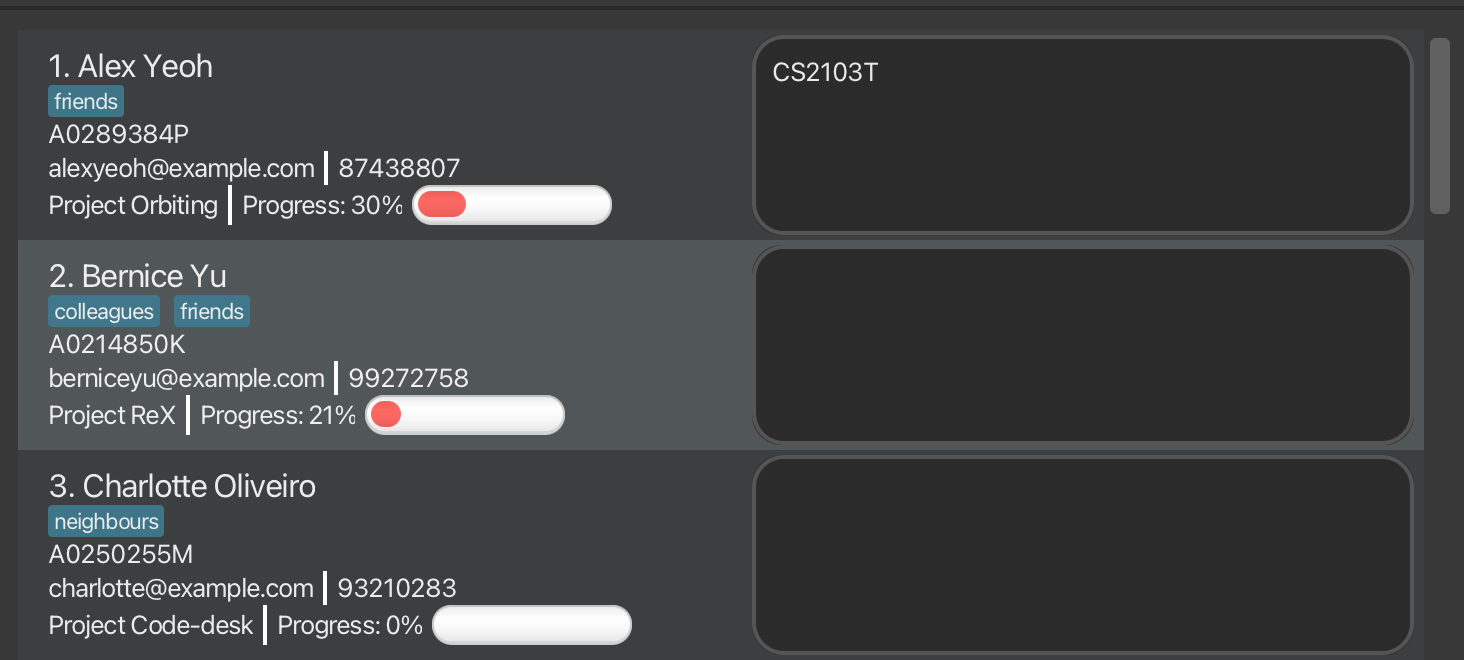 1. Alex Yeoh
CS2103T
friends
A0289384P
alexyeoh@example.com | 87438807
Project Orbiting | Progress: 30%
2. Bernice Yu
colleagues friends
A0214850K
berniceyu@example.com | 99272758
Project ReX | Progress: 21%
3. Charlotte Oliveiro
neighbours
A0250255M
charlotte@example.com | 93210283
Project Code-desk | Progress: 0%